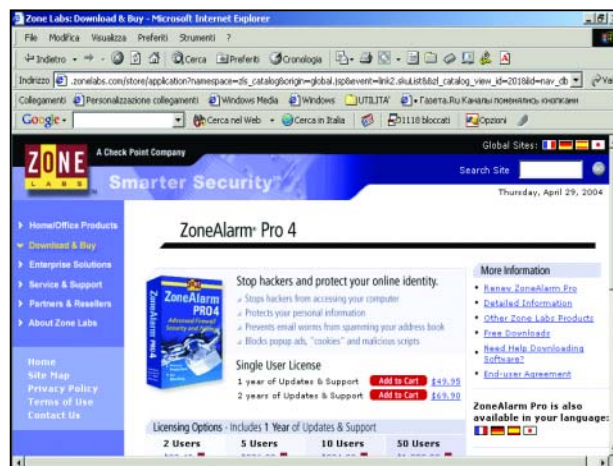 Zone Labs: Download & Buy - Microsoft Internet Explorer
File Modifica Visualizza Preferiti Strumenti ?
Indietro Cerca Preferiti Cronologia
Indirizzo .zonelabs.com/store/application?namespace=zls_catalog&origin=global.jsp&event=link2.skuList&&zl_catalog_view_id=201&lid=nav_db
Collegamenti Personalizzazione collegamenti Windows Media Windows UTILITA' Газета.Ru Каналы поменялись кнопками
Google Cerca nel Web Cerca in Italia 1118 bloccati Opzioni
ZONE LABS
A Check Point Company
Global Sites:
Smarter Security
Search Site
Thursday, April 29, 2004
Home/Office Products
Download & Buy
Enterprise Solutions
Service & Support
Partners & Resellers
About Zone Labs
Home
Site Map
Privacy Policy
Terms of Use
Contact Us
ZoneAlarm® Pro 4
ZoneAlarm PRO 4
Advanced Firewall
Stop hackers and protect your online identity.
Stops hackers from accessing your computer
Protects your personal information
Prevents email worms from spamming your address book
Blocks popup ads, "cookies" and malicious scripts
Single User License
1 year of Updates & Support Add to Cart $49.95
2 years of Updates & Support Add to Cart $69.90
Licensing Options - Includes 1 Year of Updates & Support
2 Users 5 Users 10 Users 50 Users
More Information
Renew ZoneAlarm Pro
Detailed Information
Other Zone Labs Products
Free Downloads
Need Help Downloading Software?
End-user Agreement
ZoneAlarm Pro is also
available in your language: